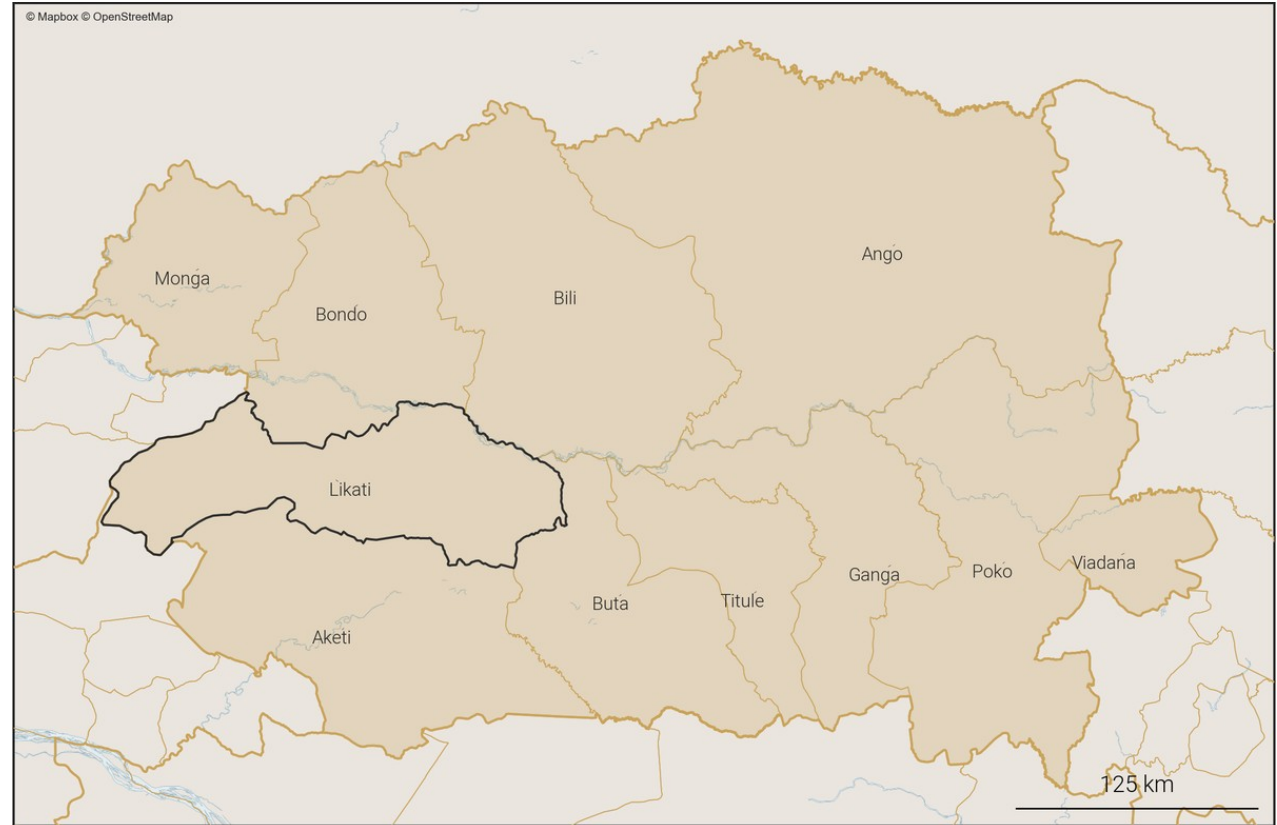 © Mapbox © OpenStreetMap
Ango
Monga
Bili
Bondo
Likati
Viadana
Poko
Ganga
Titule
Buta
Aketi
125 km